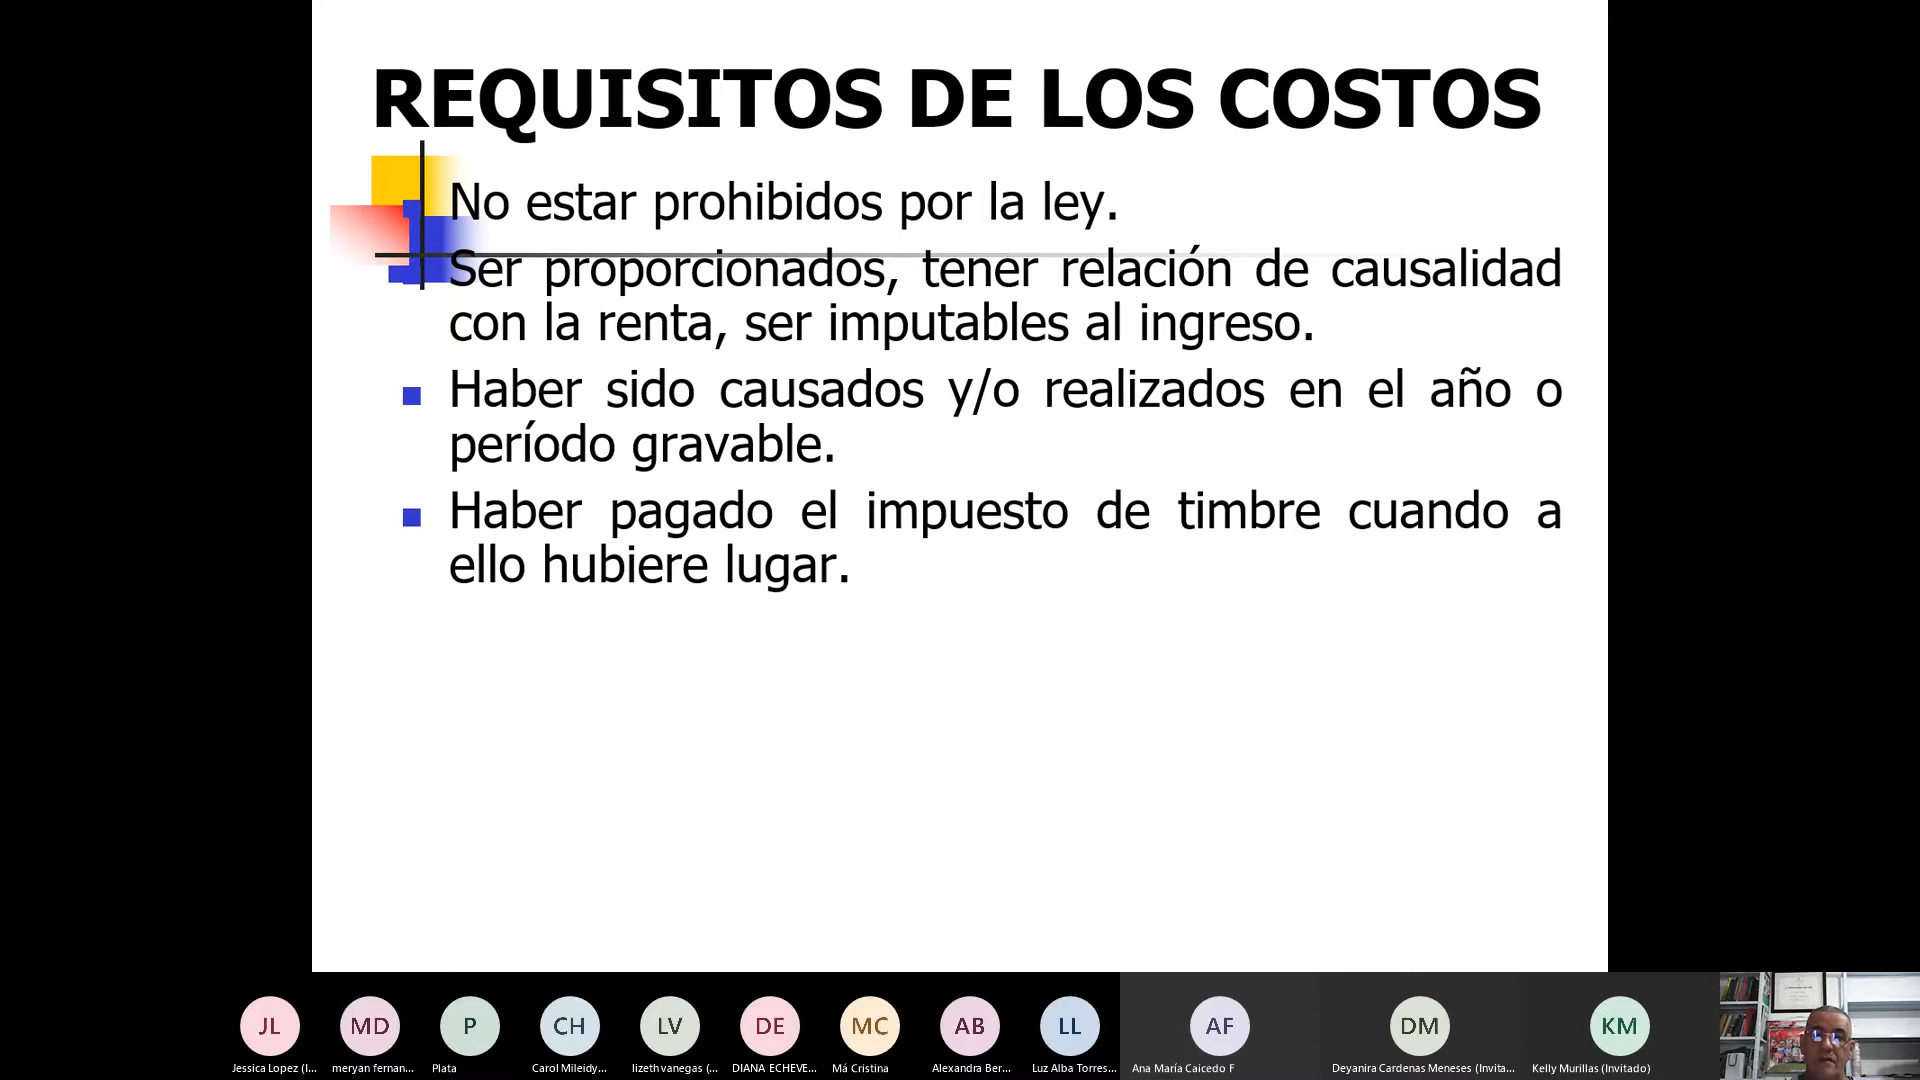 REQUISITOS DE LOS COSTOS
No estar prohibidos por la ley.
Ser proporcionados, tener relación de causalidad
con la renta, ser imputables al ingreso.
Haber sido causados y/o realizados en el año o
período gravable.
Haber pagado el impuesto de timbre cuando a
ello hubiere lugar.
JL MD P CH LV DE MC AB LL AF DM KM
Jessica Lopez (I... meryan fernan... Plata Carol Mileidy... lizeth vanegas (... DIANA ECHEVE... Má Cristina Alexandra Ber... Luz Alba Torres... Ana María Caicedo F Deyanira Cardenas Meneses (Invita... Kelly Murillas (Invitado)